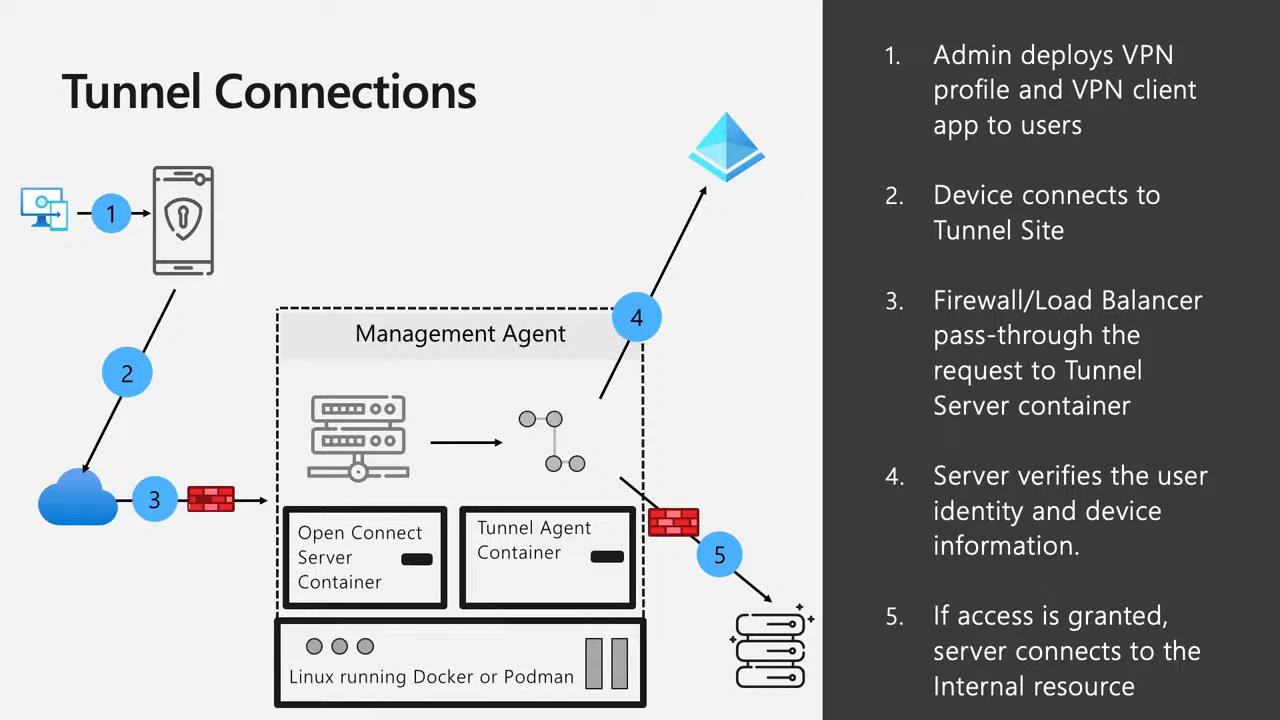 Tunnel Connections
1
2
3
4
5
Management Agent
Open Connect
Server
Container
Tunnel Agent
Container
Linux running Docker or Podman
1. Admin deploys VPN
profile and VPN client
app to users
2. Device connects to
Tunnel Site
3. Firewall/Load Balancer
pass-through the
request to Tunnel
Server container
4. Server verifies the user
identity and device
information.
5. If access is granted,
server connects to the
Internal resource